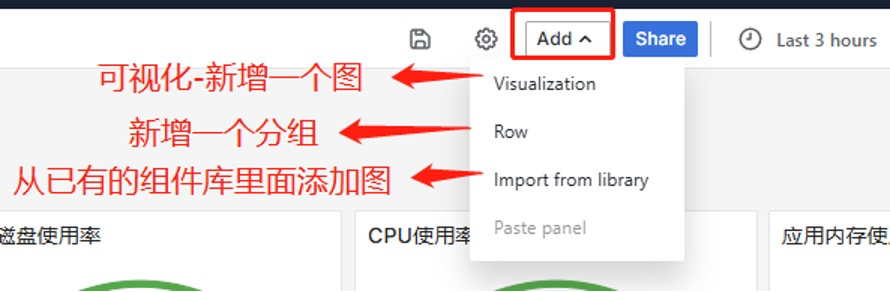 Add
Share
Last 3 hours
可视化-新增一个图
Visualization
新增一个分组
Row
从已有的组件库里面添加图
Import from library
Paste panel
磁盘使用率
CPU使用率
应用内存使